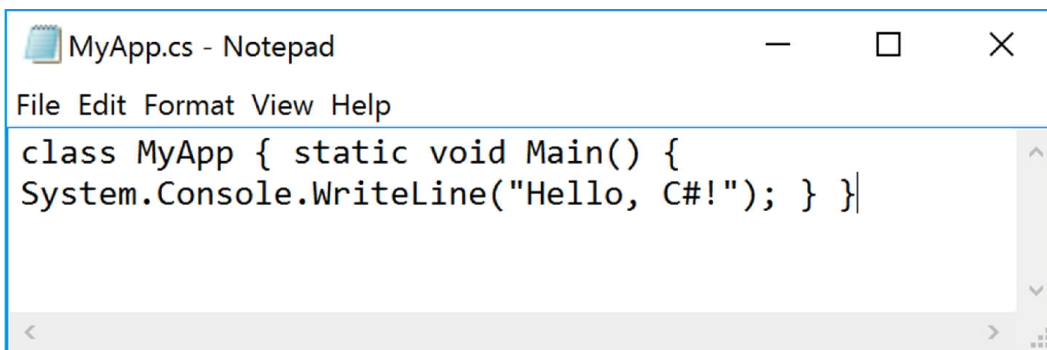 MyApp.cs - Notepad
File Edit Format View Help
class MyApp { static void Main() {
System.Console.WriteLine("Hello, C#!"); } }